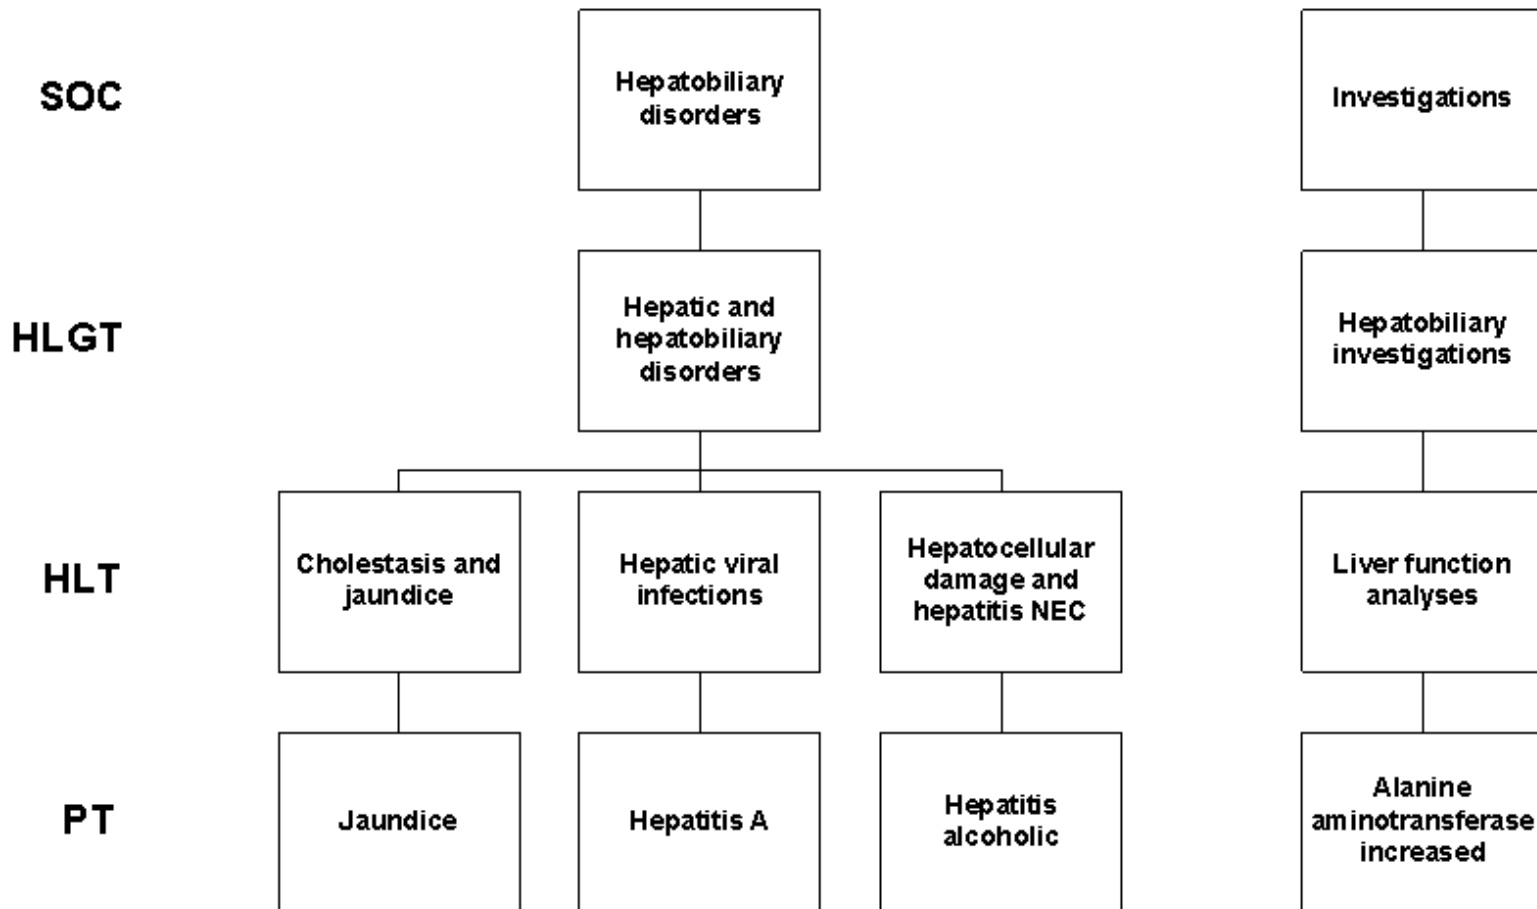 SOC
Hepatobiliary
disorders
Investigations
HLGT
Hepatic and
hepatobiliary
disorders
Hepatobiliary
investigations
HLT
Cholestasis and
jaundice
Hepatic viral
infections
Hepatocellular
damage and
hepatitis NEC
Liver function
analyses
PT
Jaundice
Hepatitis A
Hepatitis
alcoholic
Alanine
aminotransferase
increased